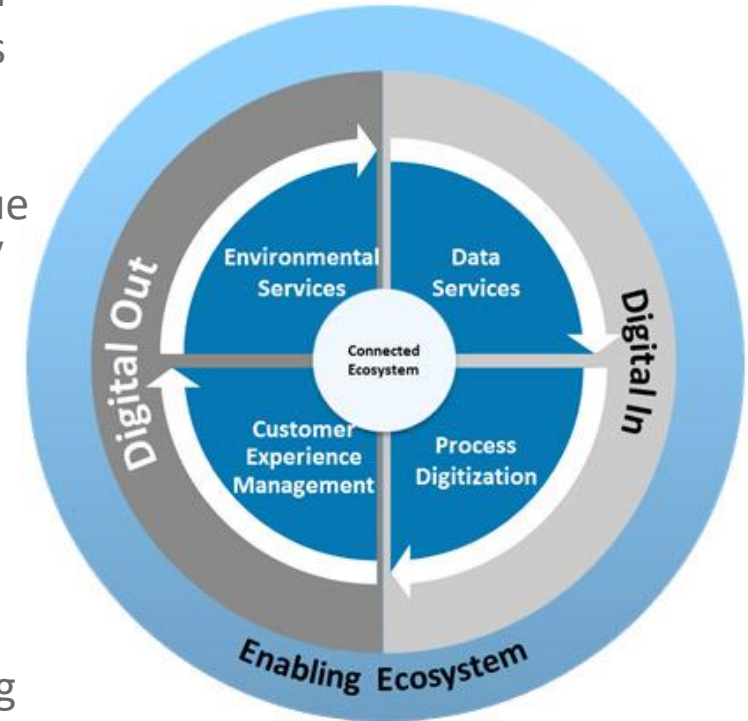 Environmental
Services
Data
Services
Connected
Ecosystem
Customer
Experience
Management
Process
Digitization
Digital Out
Digital In
Enabling Ecosystem